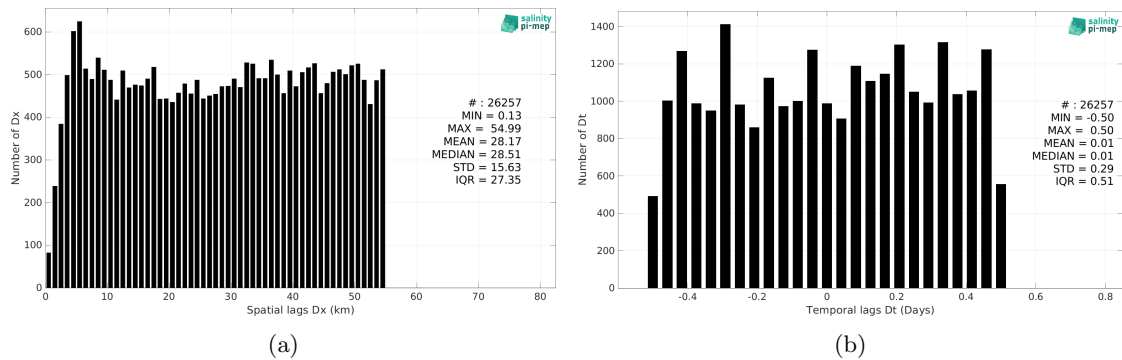 salinity
pi-mep
600
500
400
300
200
100
0
Number of Dx
# : 26257
MIN = 0.13
MAX = 54.99
MEAN = 28.17
MEDIAN = 28.51
STD = 15.63
IQR = 27.35
0 10 20 30 40 50 60 70 80
Spatial lags Dx (km)
(a)
salinity
pi-mep
1400
1200
1000
800
600
400
200
0
Number of Dt
# : 26257
MIN = -0.50
MAX = 0.50
MEAN = 0.01
MEDIAN = 0.01
STD = 0.29
IQR = 0.51
-0.4 -0.2 0 0.2 0.4 0.6 0.8
Temporal lags Dt (Days)
(b)